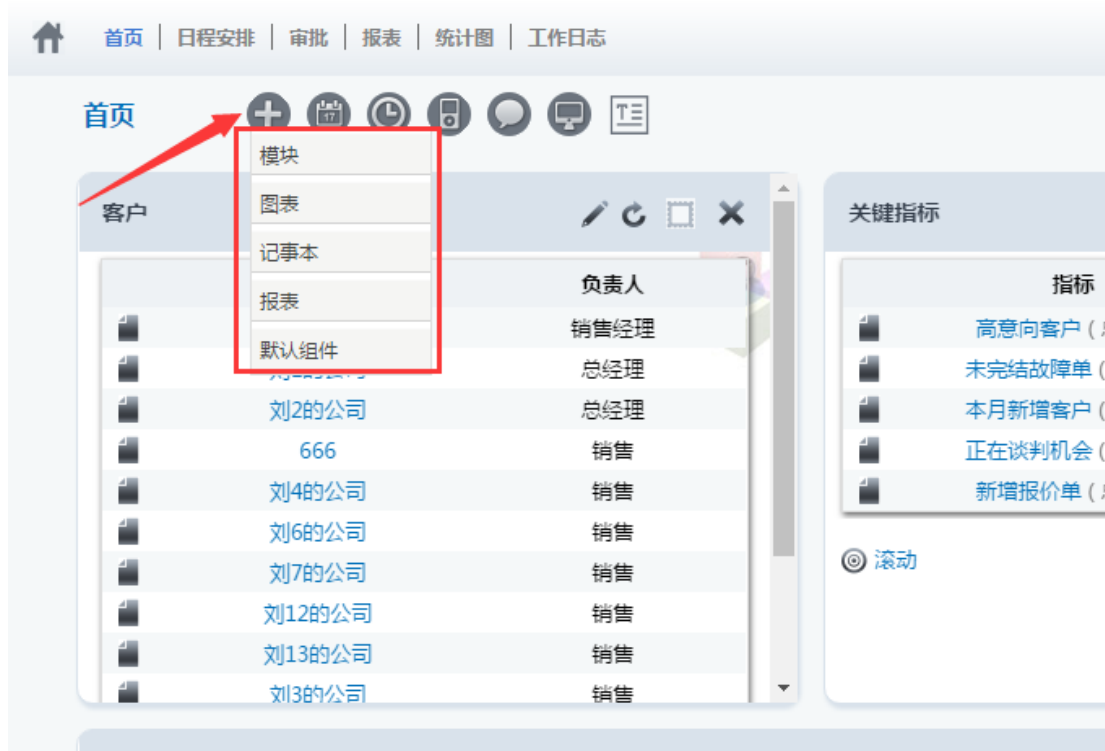 首页 | 日程安排 | 审批 | 报表 | 统计图 | 工作日志
首页
17
模块
图表
记事本
报表
默认组件
客户
负责人
销售经理
总经理
刘2的公司 总经理
666 销售
刘4的公司 销售
刘6的公司 销售
刘7的公司 销售
刘12的公司 销售
刘13的公司 销售
刘3的公司 销售
关键指标
指标
高意向客户 (
未完结故障单 (
本月新增客户 (
正在谈判机会 (
新增报价单 (
滚动